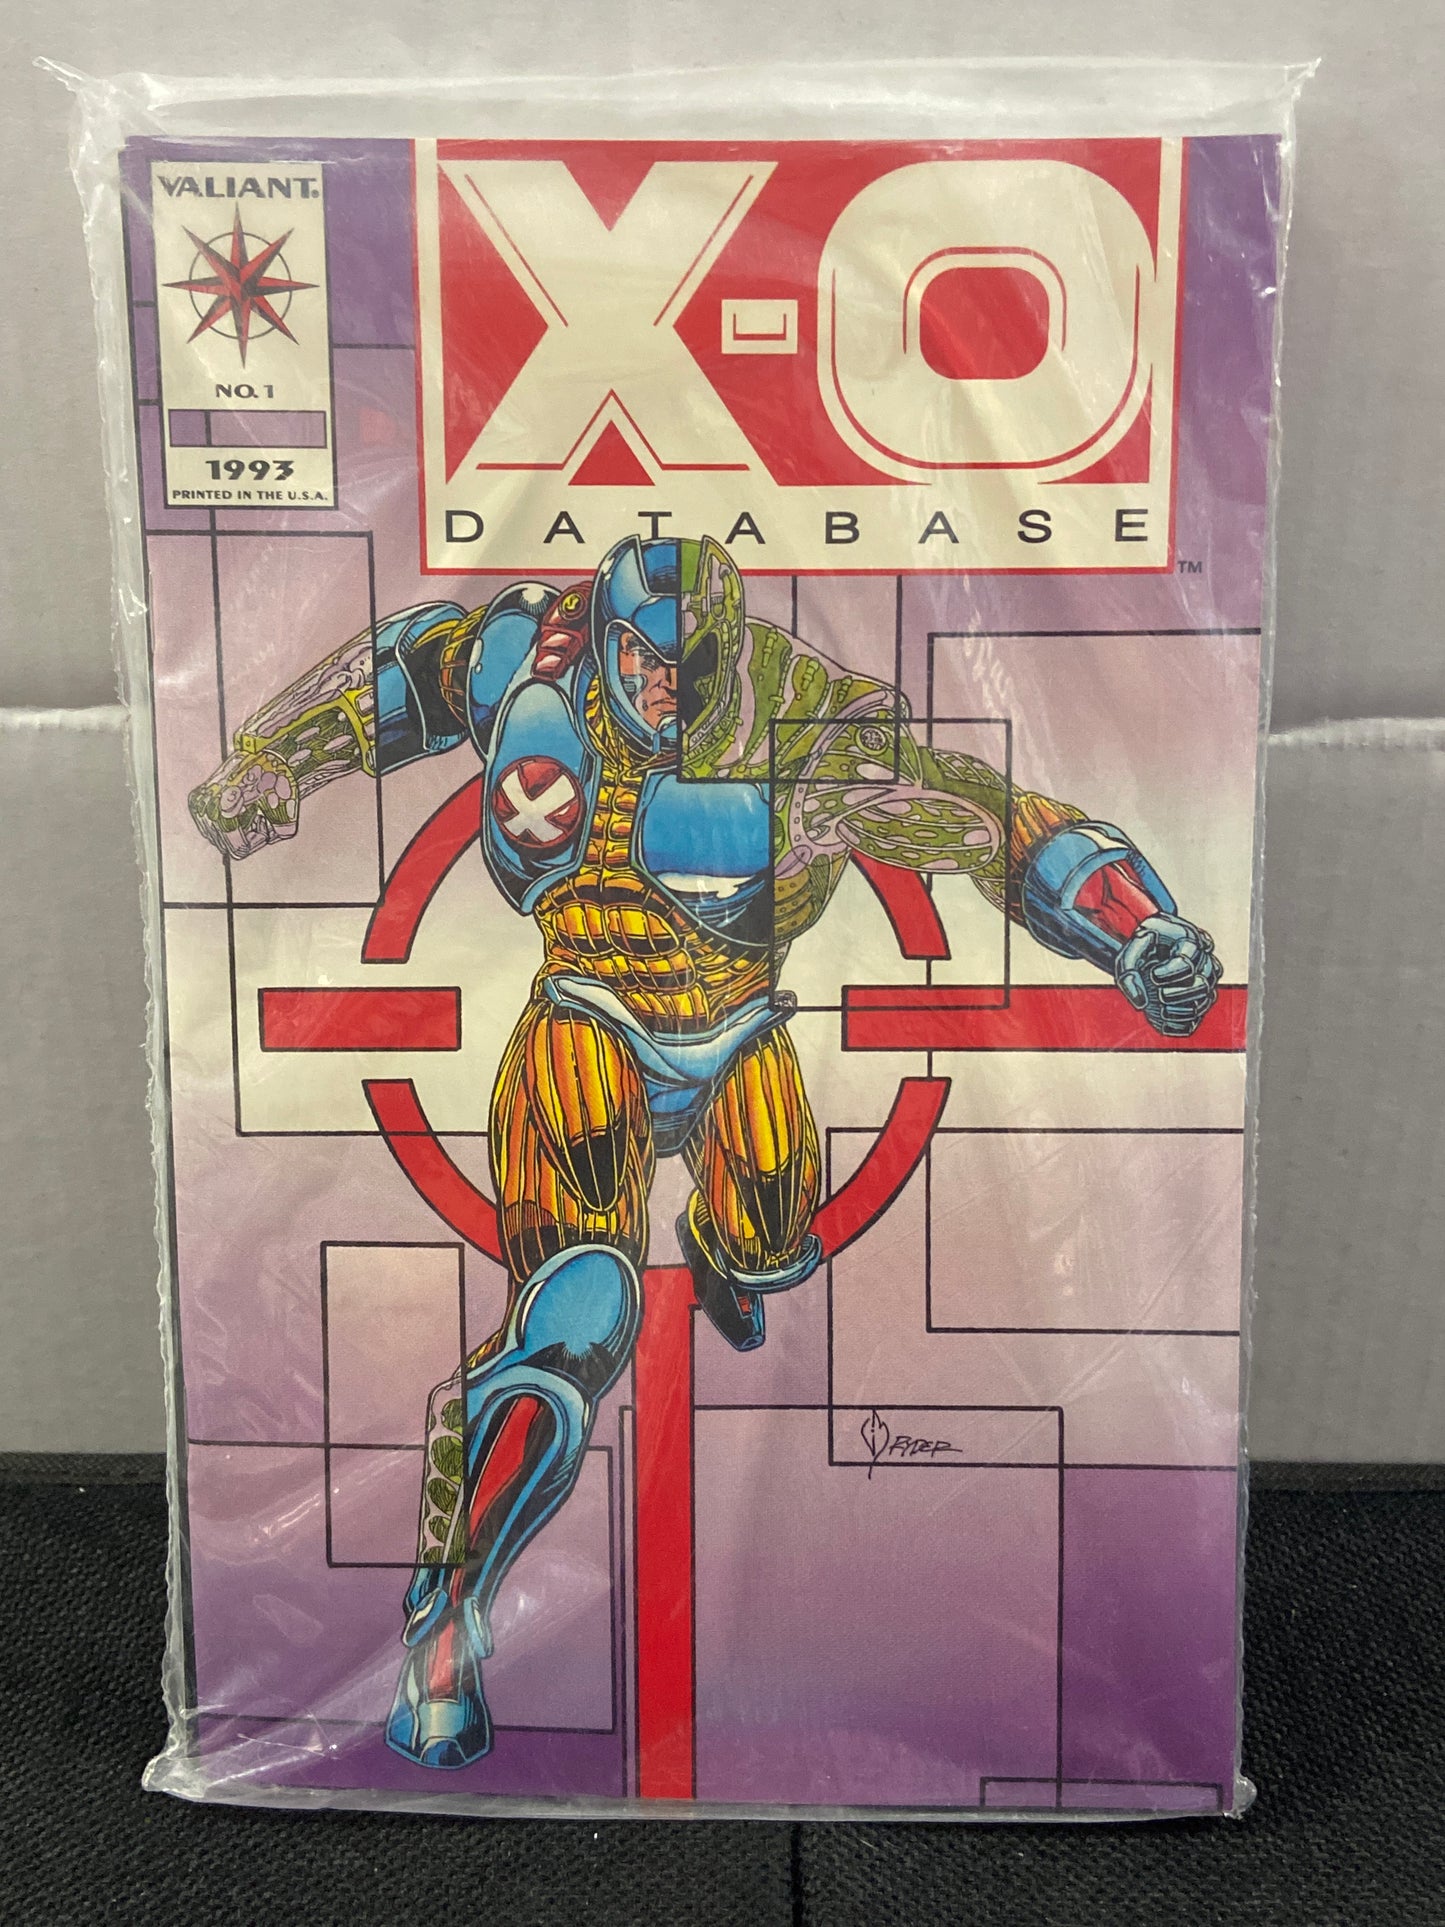 VALIANT®
NO. 1
1993
PRINTED IN THE U.S.A.
X-O
DATABASE
TM
X
RYDER